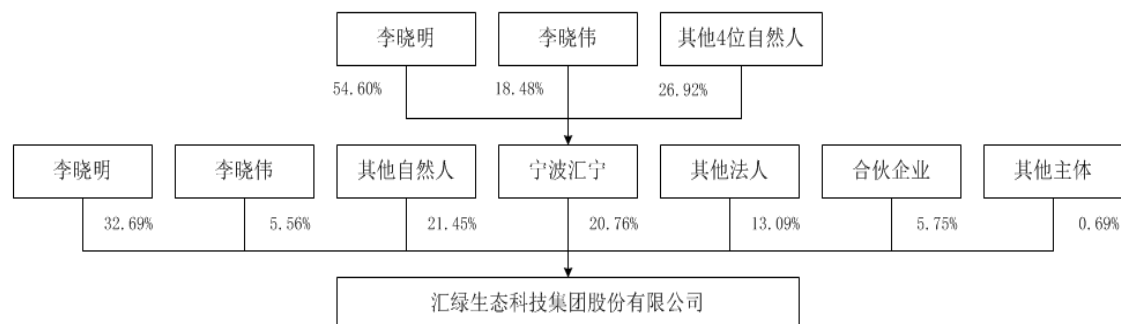 李晓明 李晓伟 其他4位自然人
54.60% 18.48% 26.92%
李晓明 李晓伟 其他自然人 宁波汇宁 其他法人 合伙企业 其他主体
32.69% 5.56% 21.45% 20.76% 13.09% 5.75% 0.69%
汇绿生态科技集团股份有限公司